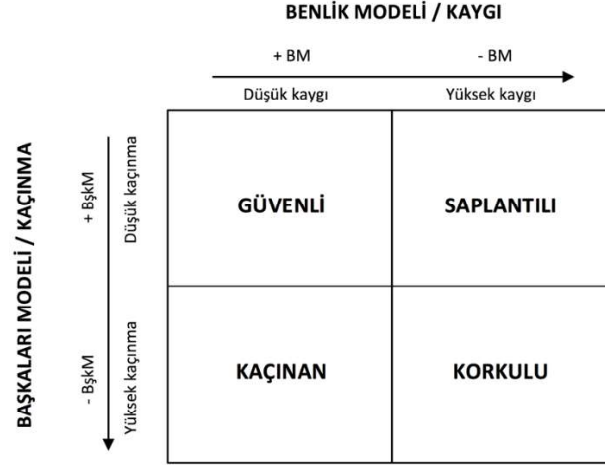 BENLİK MODELİ / KAYGI
+ BM
- BM
Düşük kaygı
Yüksek kaygı
BAŞKALARI MODELİ / KAÇINMA
+ BşkM
Düşük kaçınma
- BşkM
Yüksek kaçınma
GÜVENLİ
SAPLANTILI
KAÇINAN
KORKULU